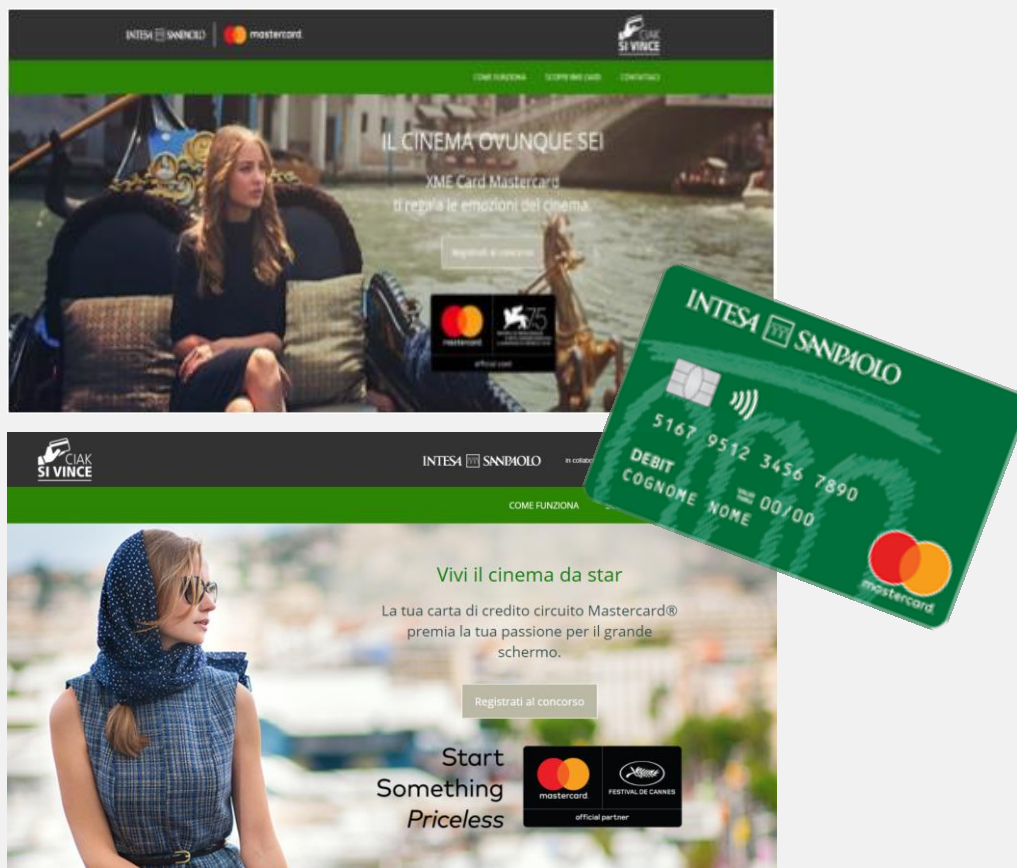 INTESA SANPAOLO
mastercard
CIAK
SI VINCE
COME FUNZIONA
SCOPRI XME CARD
CONTATTACI
IL CINEMA OVUNQUE SEI
XME Card Mastercard
ti regala le emozioni del cinema.
Registrati al concorso
mastercard
75
official card
INTESA SANPAOLO
5167 9512 3456 7890
DEBIT
VALID THRU 00/00
COGNOME NOME
mastercard
CIAK
SI VINCE
INTESA SANPAOLO
COME FUNZIONA
Vivi il cinema da star
La tua carta di credito circuito Mastercard®
premia la tua passione per il grande
schermo.
Registrati al concorso
Start
Something
Priceless
mastercard
FESTIVAL DE CANNES
official partner